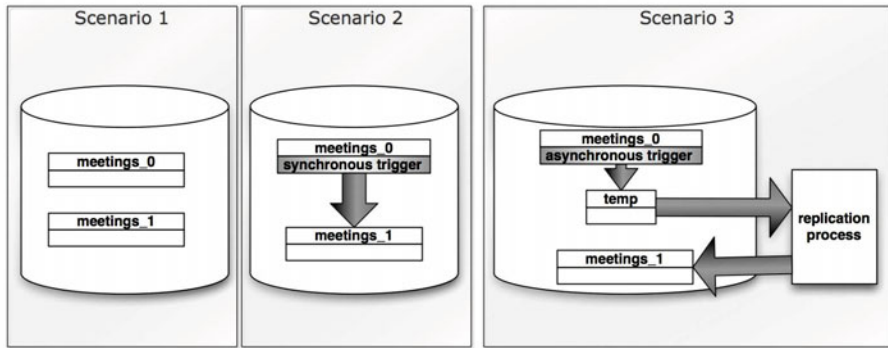 Scenario 1
meetings_0
meetings_1
Scenario 2
meetings_0
synchronous trigger
meetings_1
Scenario 3
meetings_0
asynchronous trigger
temp
replication
process
meetings_1